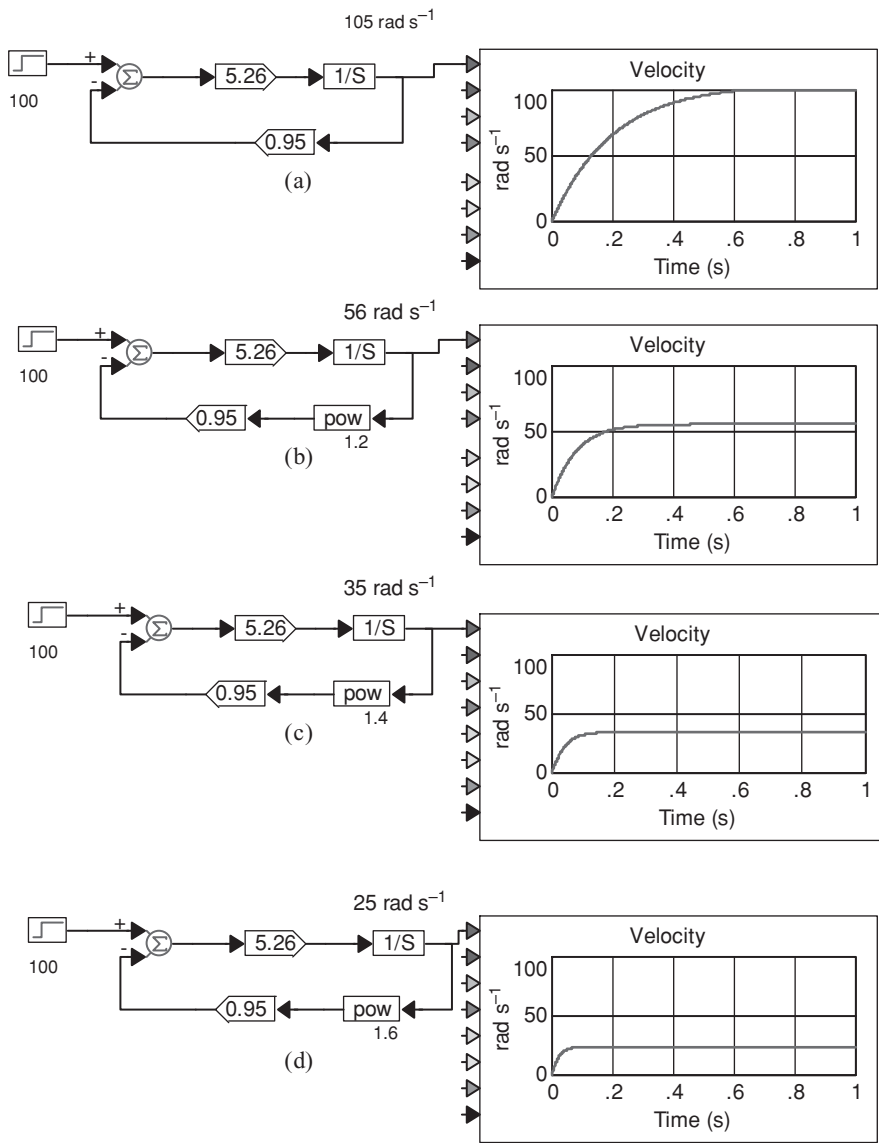 105 rad s⁻¹
+
-
Σ
5.26
1/S
100
0.95
(a)
Velocity
rad s⁻¹
100
50
0
0 .2 .4 .6 .8 1
Time (s)
56 rad s⁻¹
+
-
Σ
5.26
1/S
100
0.95
pow
1.2
(b)
Velocity
rad s⁻¹
100
50
0
0 .2 .4 .6 .8 1
Time (s)
35 rad s⁻¹
+
-
Σ
5.26
1/S
100
0.95
pow
1.4
(c)
Velocity
rad s⁻¹
100
50
0
0 .2 .4 .6 .8 1
Time (s)
25 rad s⁻¹
+
-
Σ
5.26
1/S
100
0.95
pow
1.6
(d)
Velocity
rad s⁻¹
100
50
0
0 .2 .4 .6 .8 1
Time (s)